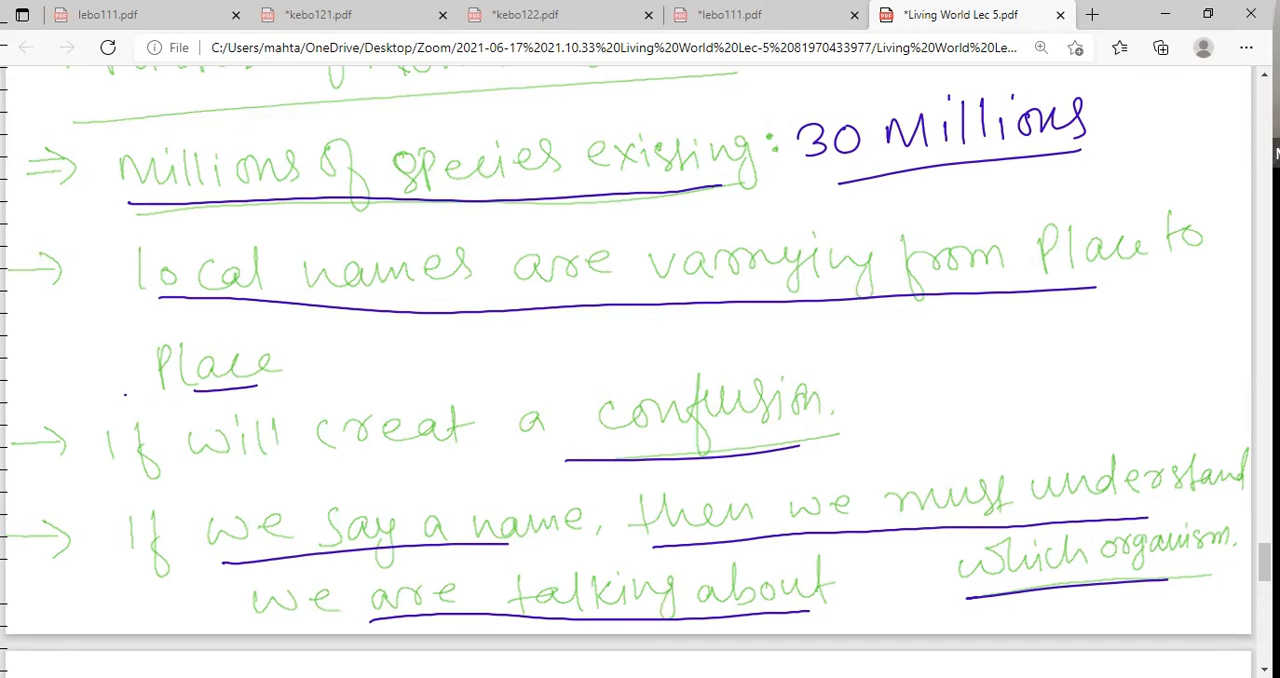 lebo111.pdf *kebo121.pdf *kebo122.pdf *lebo111.pdf *Living World Lec 5.pdf
File C:/Users/mahta/OneDrive/Desktop/Zoom/2021-06-17%2021.10.33%20Living%20World%20Lec-5%2081970433977/Living%20World%20Le...
=> Millions of species existing : 30 Millions
→ local names are varrying from Place to
Place
→ if will creat a confusion.
→ If we say a name, then we must understand
we are talking about which organism.